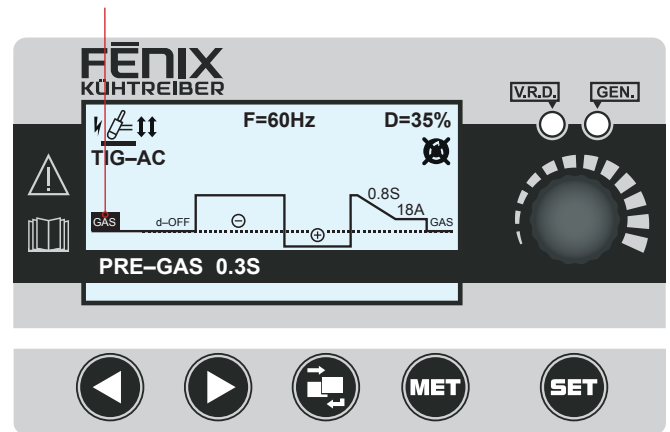 FĒNIX
KÜHTREIBER
V.R.D. GEN.
F=60Hz D=35%
TIG–AC
0.8S
18A
GAS d–OFF ⊖ ⊕ GAS
PRE–GAS 0.3S
MET SET